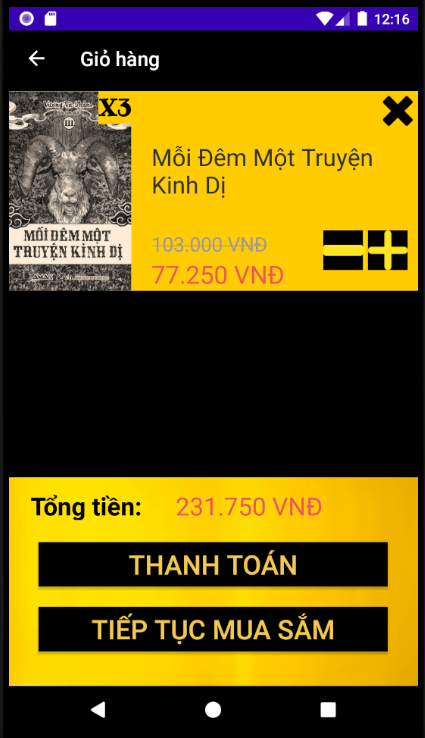 12:16
Giỏ hàng
X3
III
MỖI ĐÊM MỘT
TRUYỆN KINH DỊ
Mỗi Đêm Một Truyện
Kinh Dị
103.000 VNĐ
77.250 VNĐ
Tổng tiền:
231.750 VNĐ
THANH TOÁN
TIẾP TỤC MUA SẮM